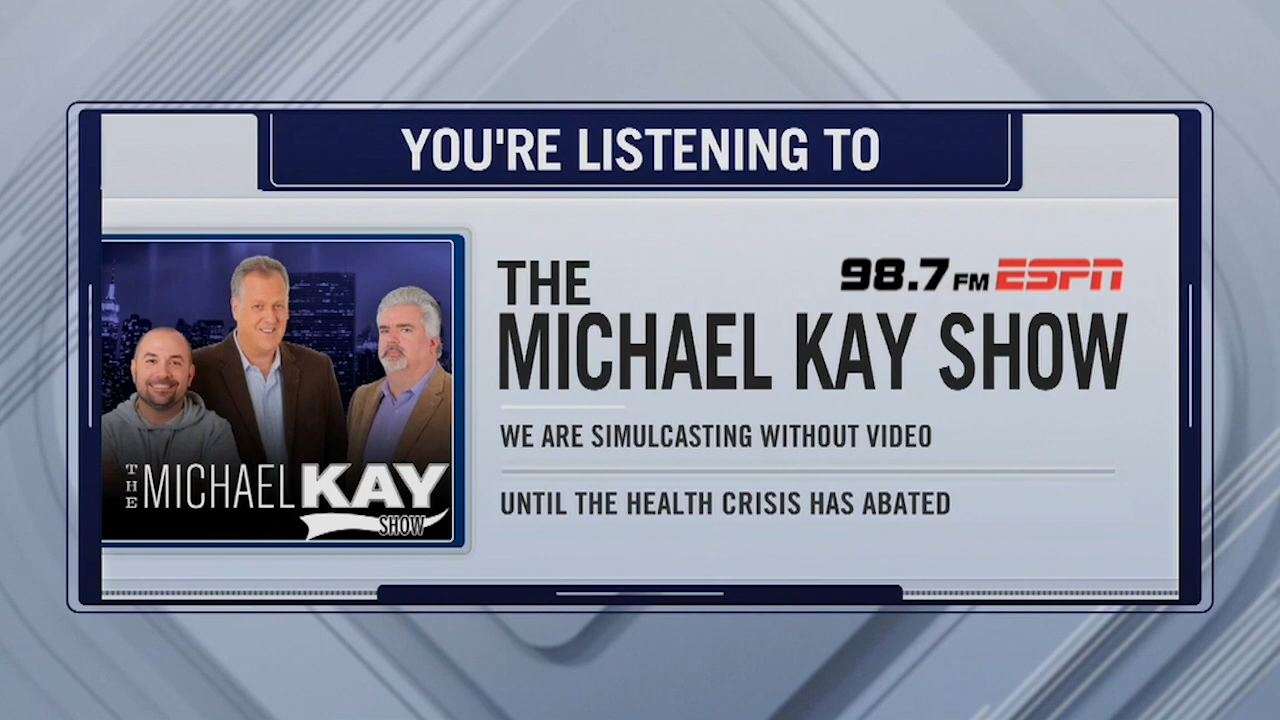 YOU'RE LISTENING TO
THE
MICHAEL KAY SHOW
98.7 FM ESPN
WE ARE SIMULCASTING WITHOUT VIDEO
UNTIL THE HEALTH CRISIS HAS ABATED
THE MICHAEL KAY
SHOW